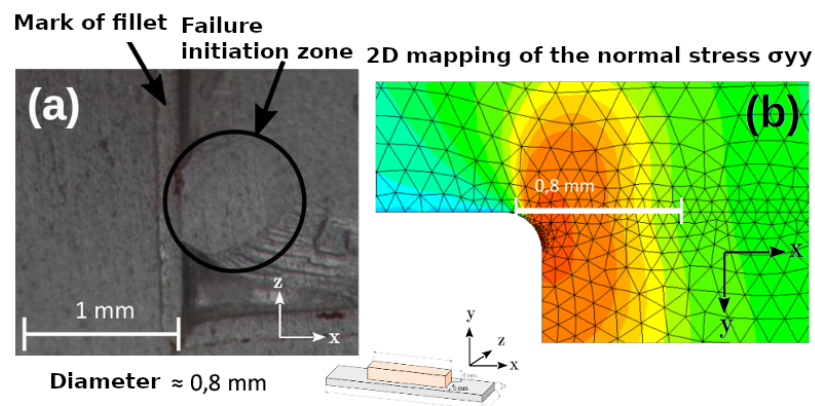 Mark of fillet
Failure
initiation zone
2D mapping of the normal stress σyy
(a)
(b)
0,8 mm
1 mm
z
x
x
y
Diameter ≈ 0,8 mm
y
z
x